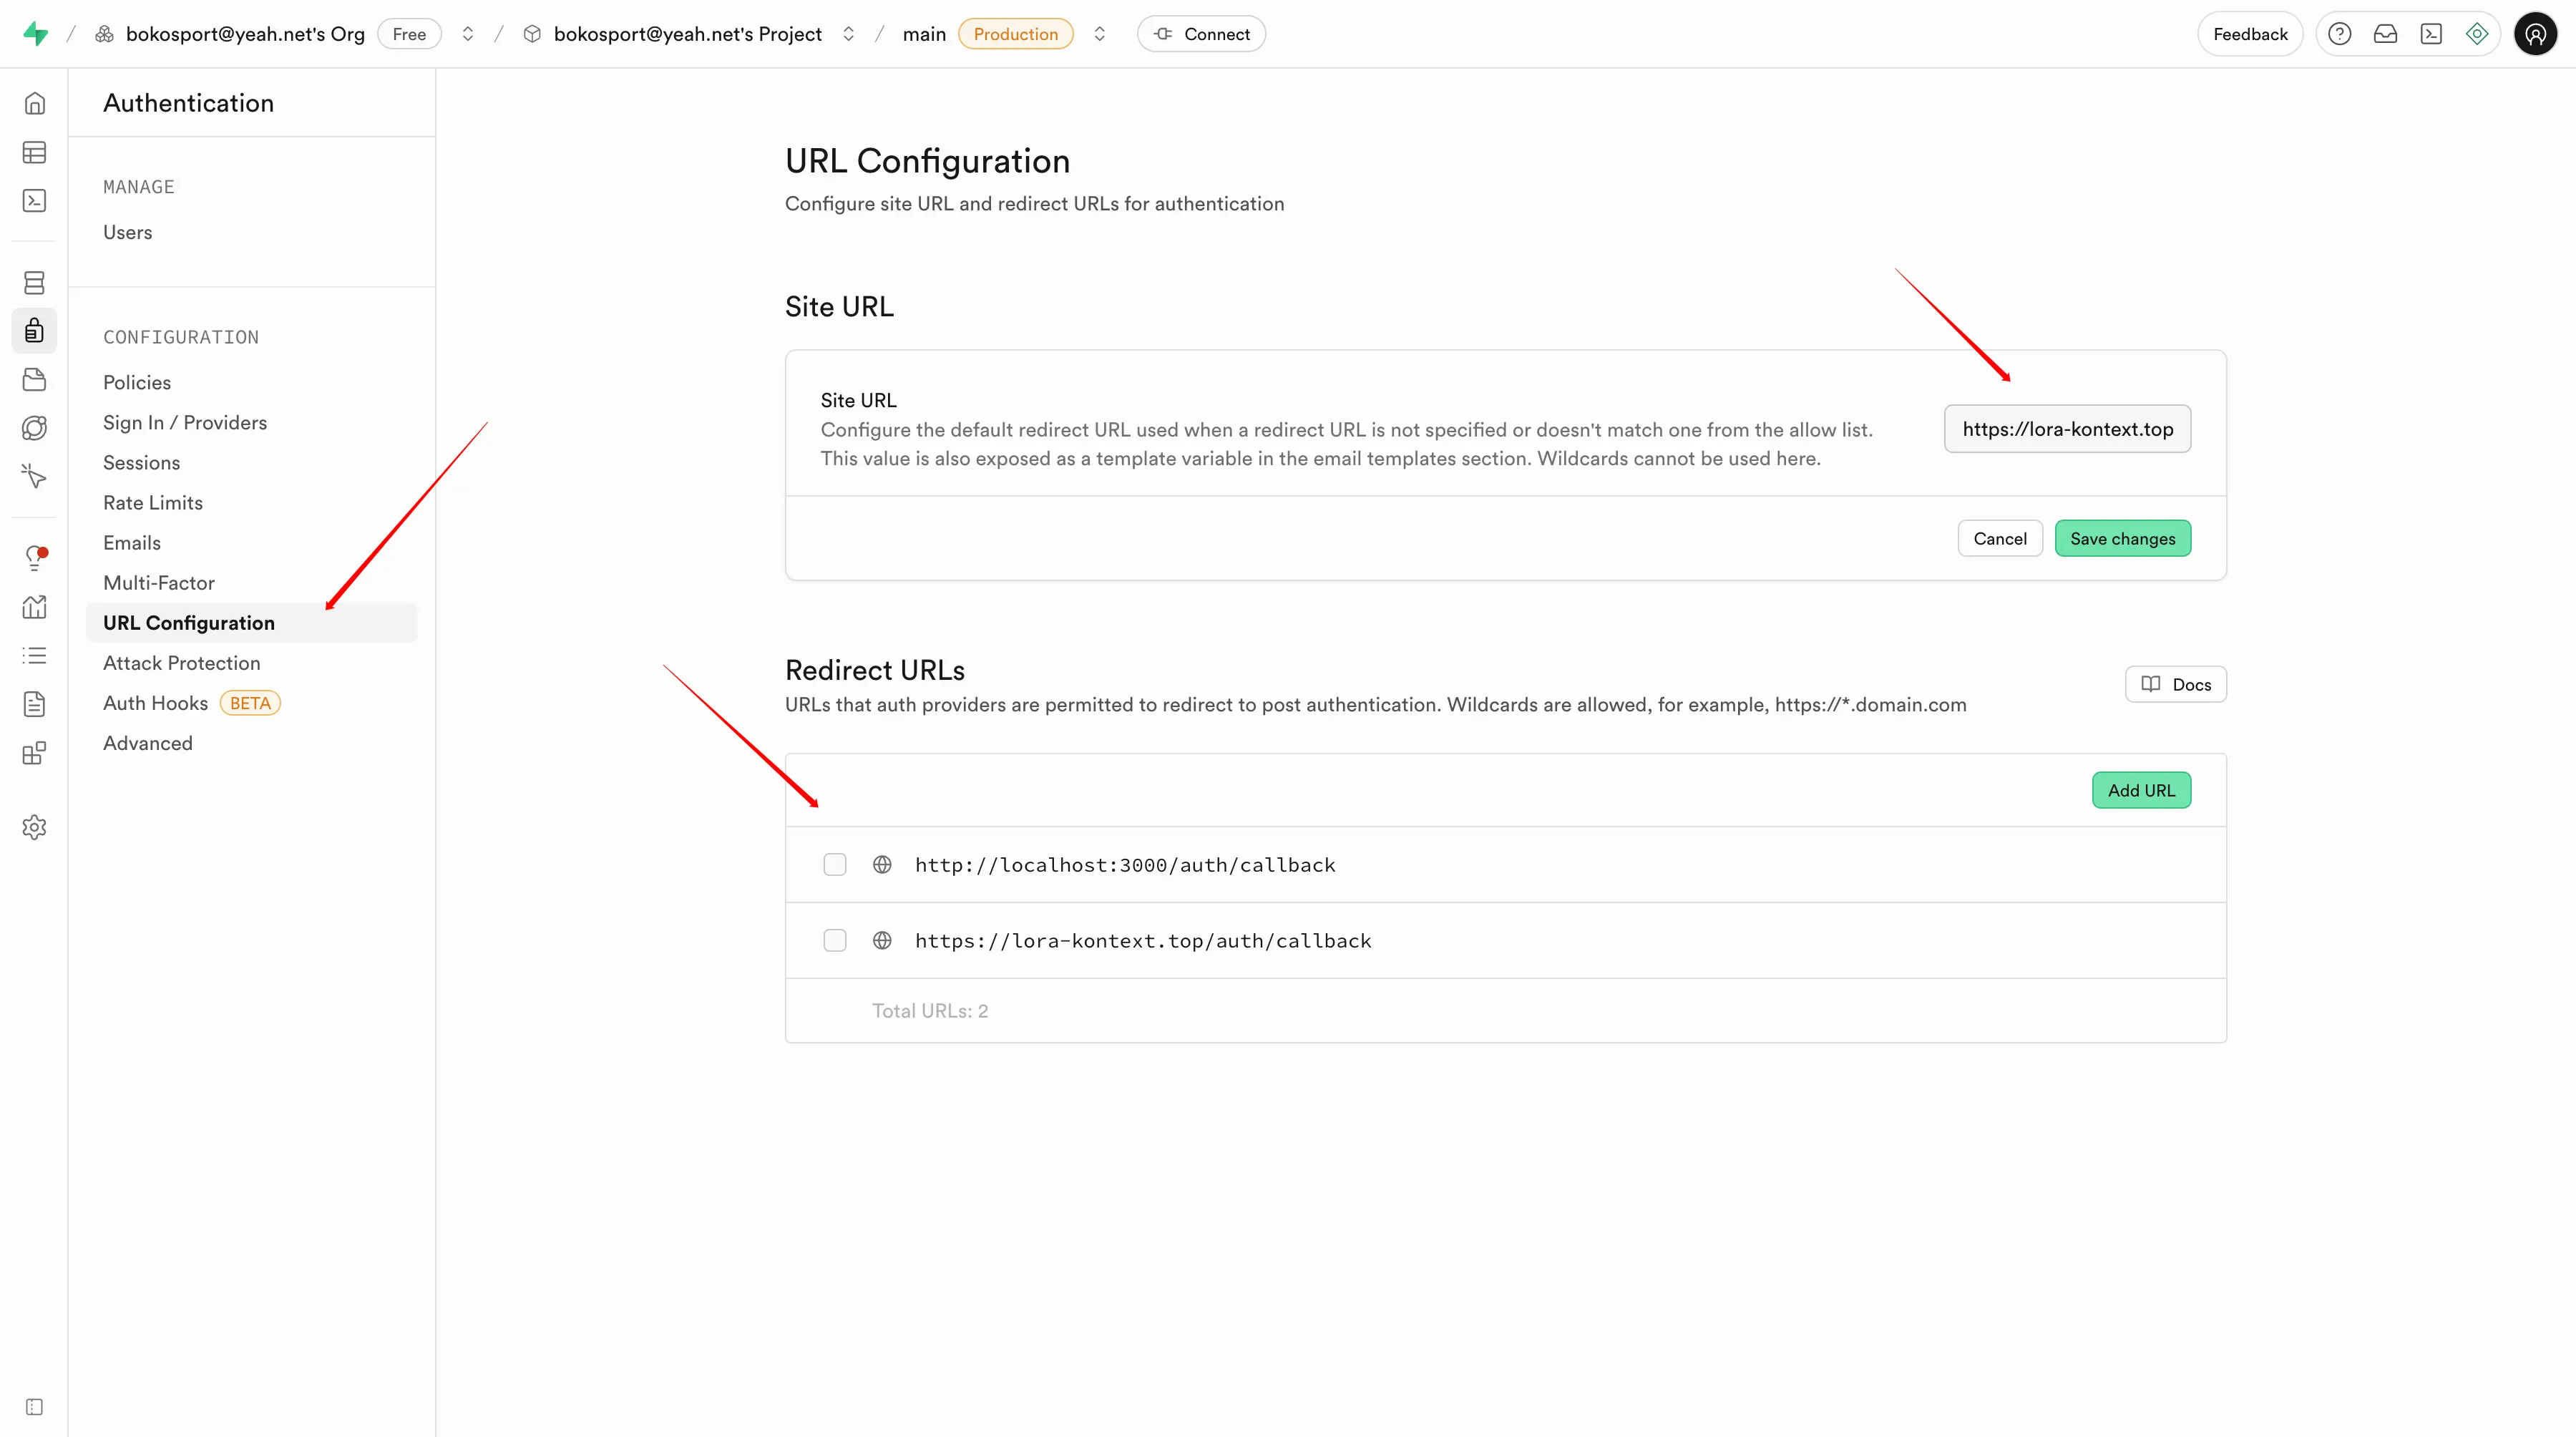 / bokosport@yeah.net's Org Free / bokosport@yeah.net's Project / main Production Connect Feedback
Authentication
MANAGE
Users
CONFIGURATION
Policies
Sign In / Providers
Sessions
Rate Limits
Emails
Multi-Factor
URL Configuration
Attack Protection
Auth Hooks BETA
Advanced
URL Configuration
Configure site URL and redirect URLs for authentication
Site URL
Site URL
Configure the default redirect URL used when a redirect URL is not specified or doesn't match one from the allow list.
This value is also exposed as a template variable in the email templates section. Wildcards cannot be used here.
https://lora-kontext.top
Cancel Save changes
Redirect URLs
URLs that auth providers are permitted to redirect to post authentication. Wildcards are allowed, for example, https://*.domain.com
Docs
Add URL
http://localhost:3000/auth/callback
https://lora-kontext.top/auth/callback
Total URLs: 2